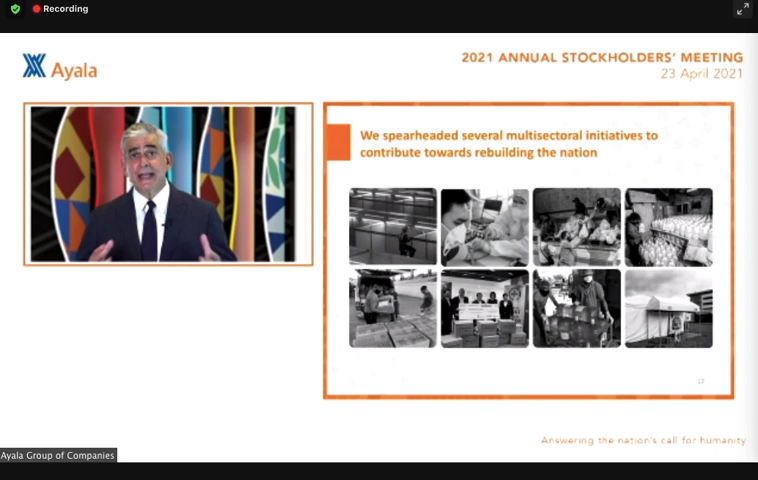 Recording
Ayala
2021 ANNUAL STOCKHOLDERS' MEETING
23 April 2021
We spearheaded several multisectoral initiatives to
contribute towards rebuilding the nation
17
Answering the nation's call for humanity
Ayala Group of Companies